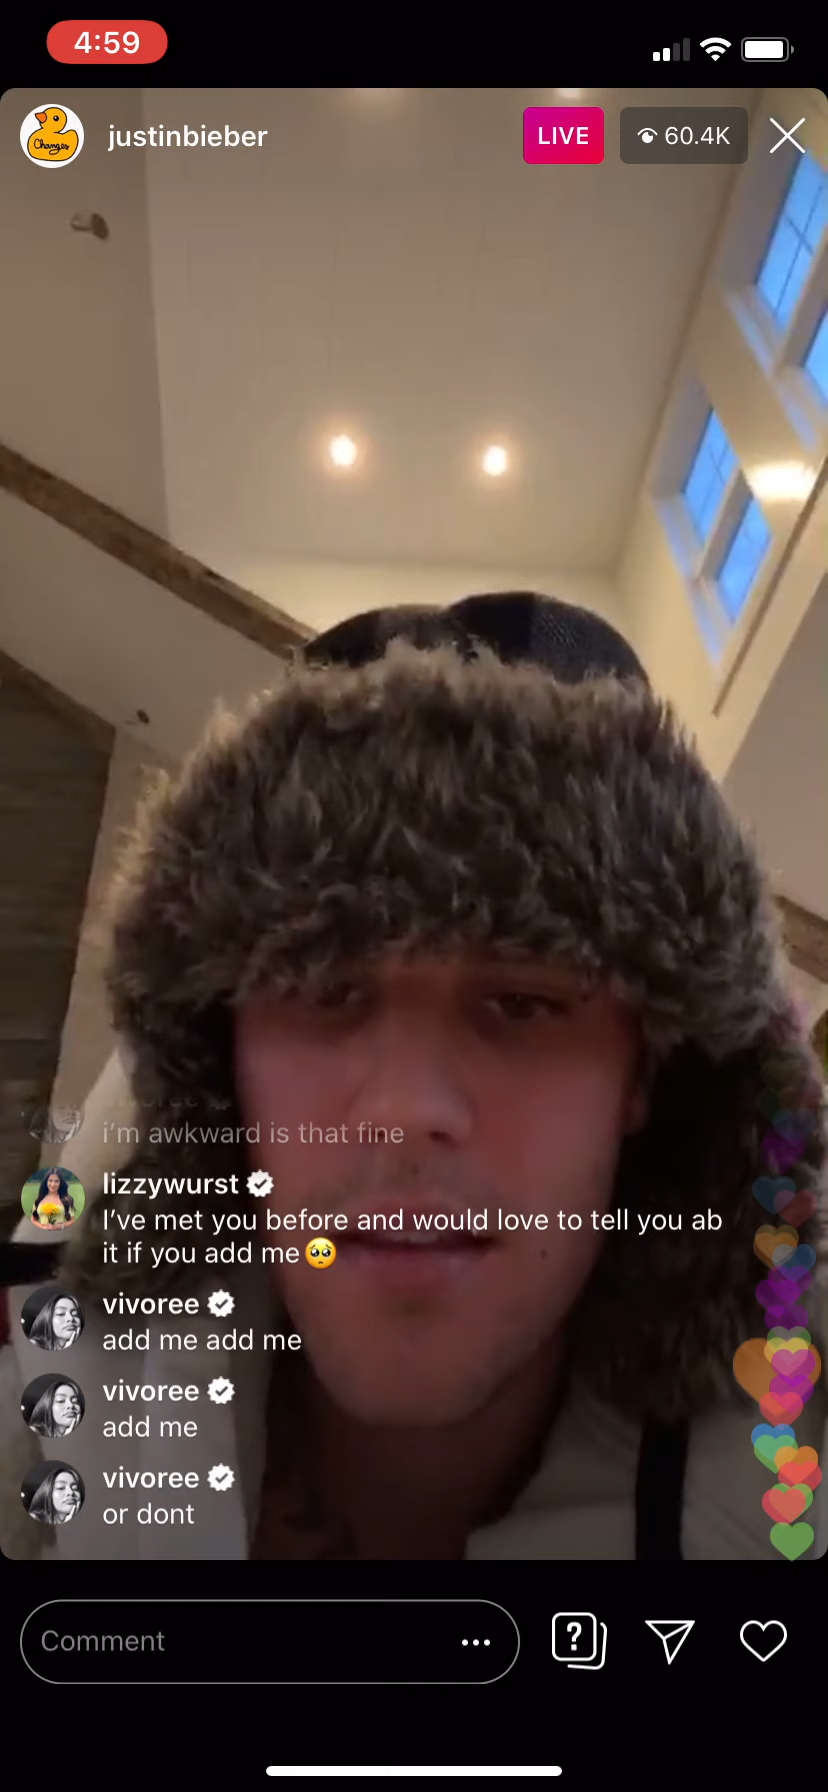 4:59
Changes
justinbieber
LIVE
60.4K
vivoree
i’m awkward is that fine
lizzywurst
I’ve met you before and would love to tell you ab
it if you add me🥺
vivoree
add me add me
vivoree
add me
vivoree
or dont
Comment
?